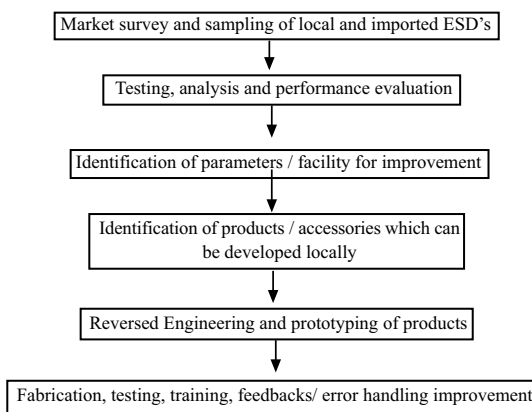 Market survey and sampling of local and imported ESD's
Testing, analysis and performance evaluation
Identification of parameters / facility for improvement
Identification of products / accessories which can
be developed locally
Reversed Engineering and prototyping of products
Fabrication, testing, training, feedbacks/ error handling improvement